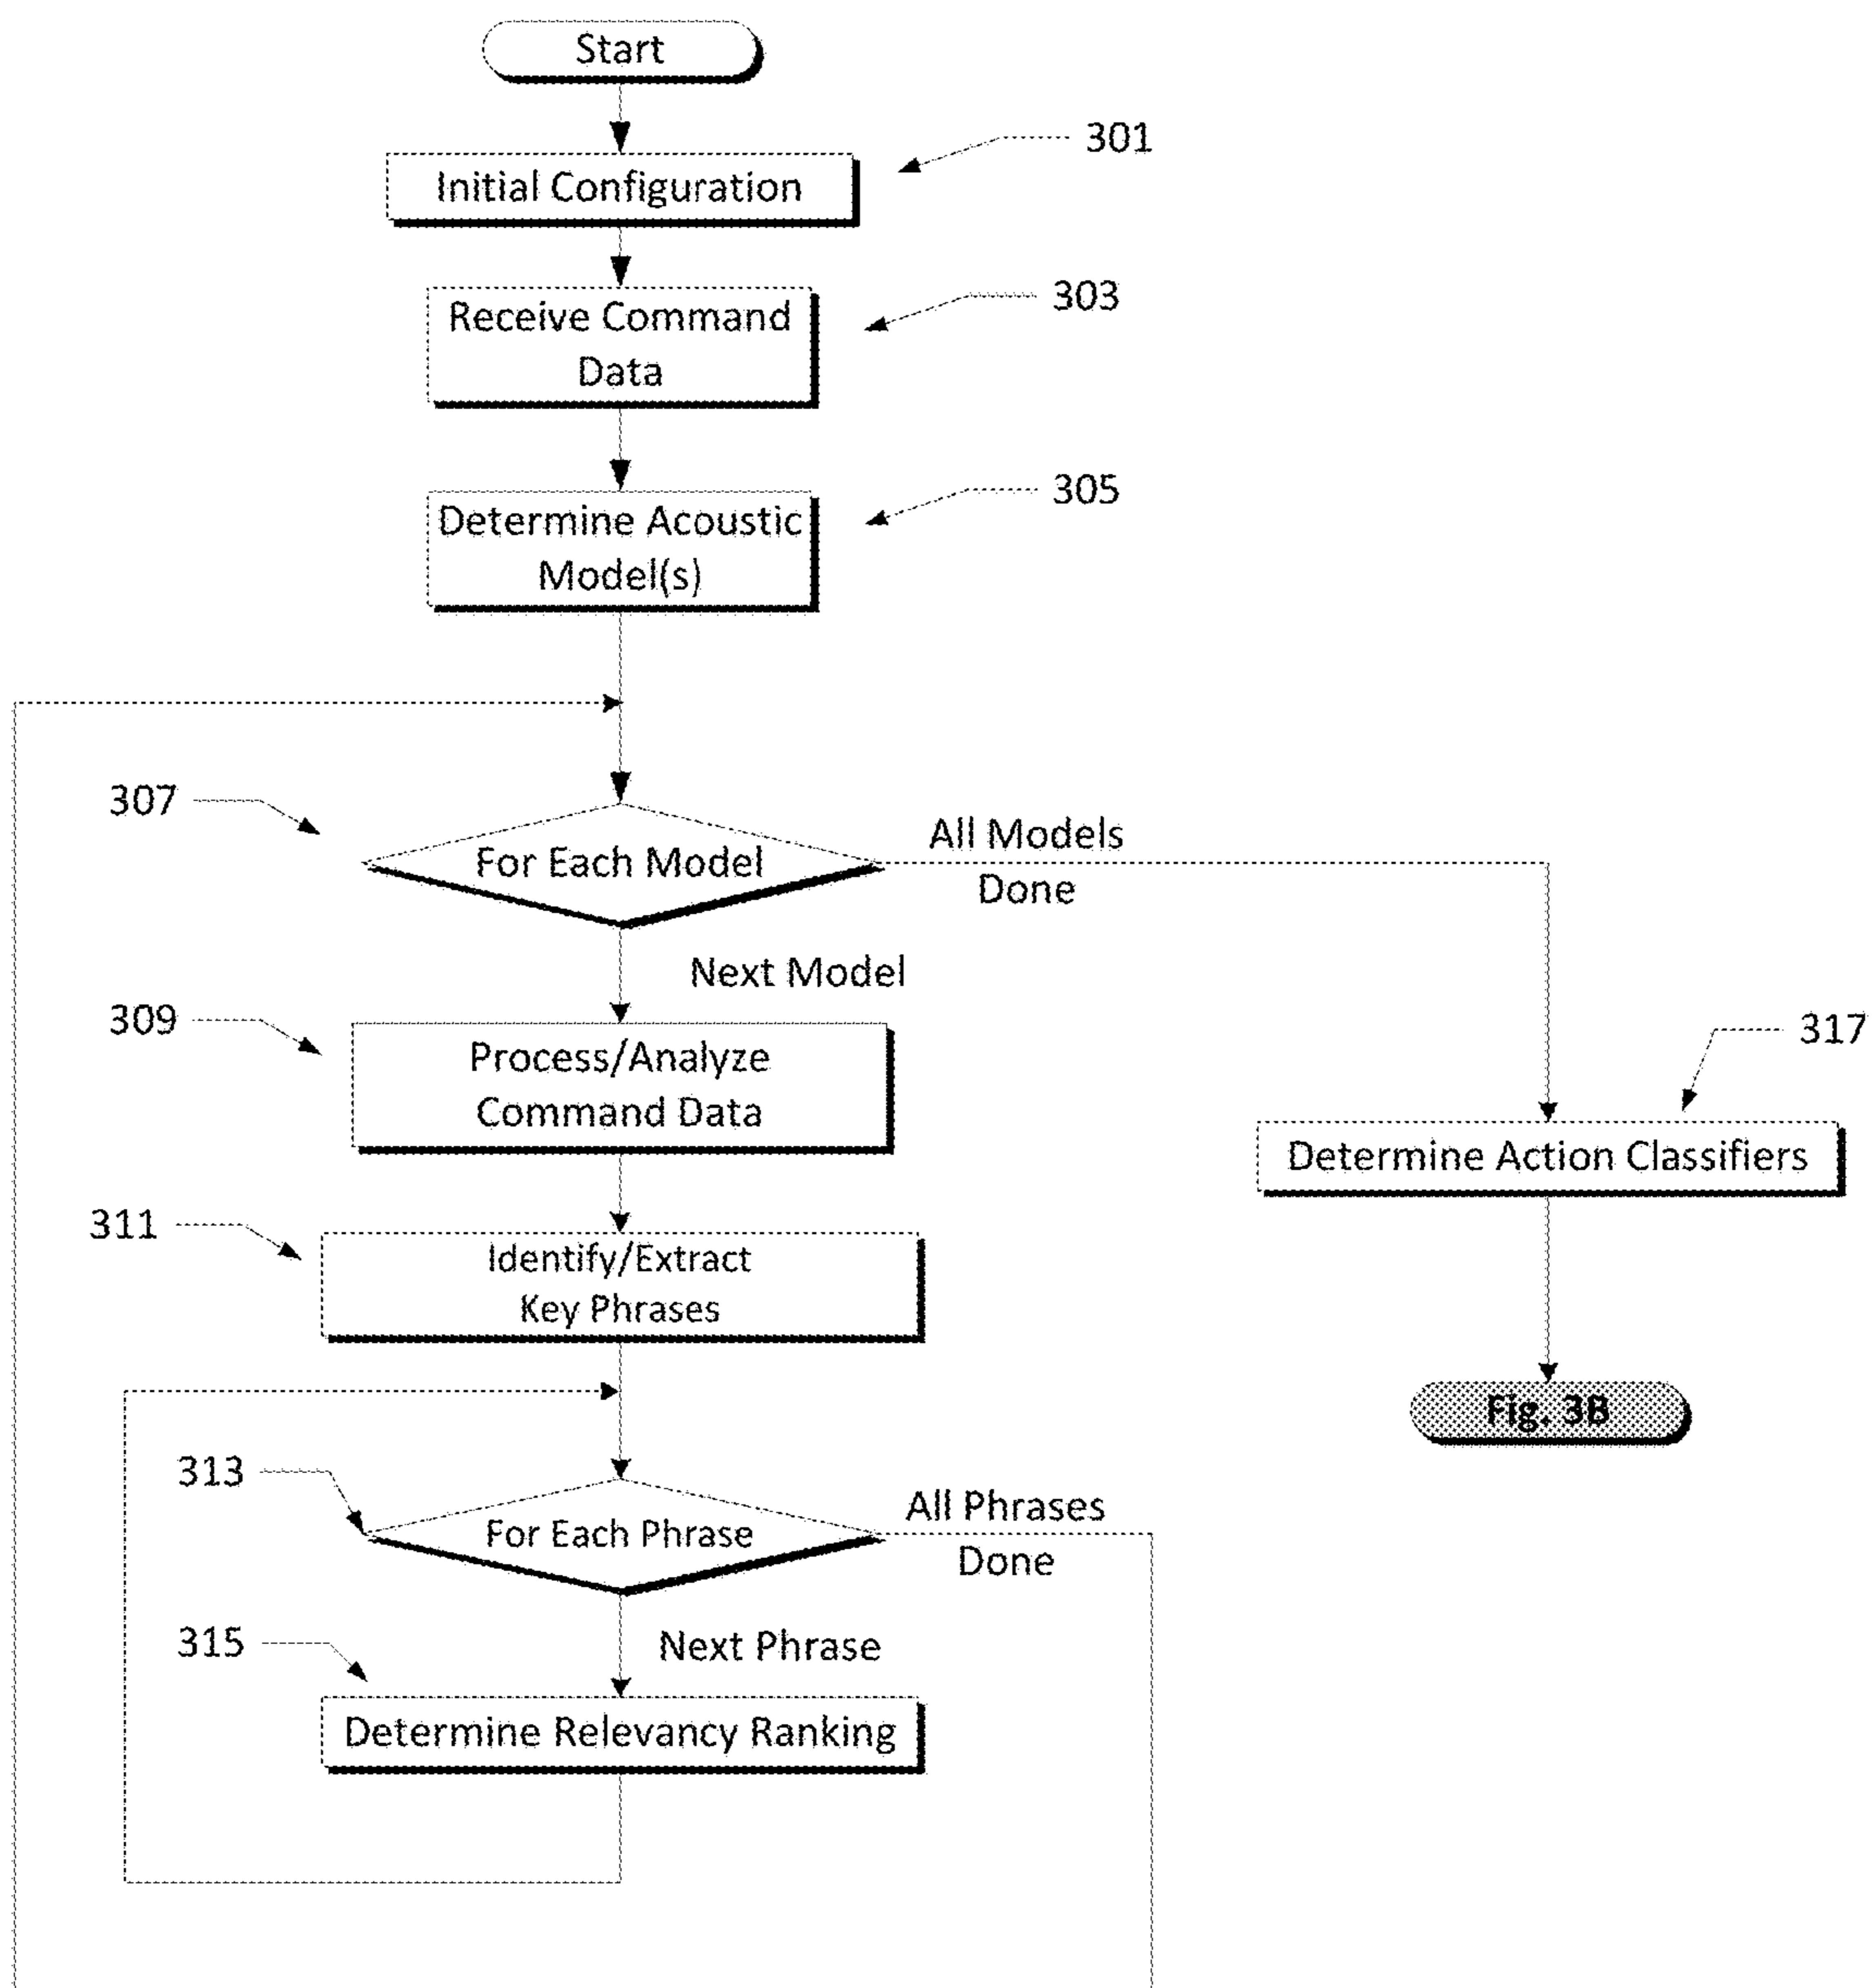 Start
301
Initial Configuration
303
Receive Command
Data
305
Determine Acoustic
Model(s)
307
For Each Model
All Models
Done
Next Model
309
Process/Analyze
Command Data
317
Determine Action Classifiers
311
Identify/Extract
Key Phrases
Fig. 3B
313
For Each Phrase
All Phrases
Done
315
Next Phrase
Determine Relevancy Ranking